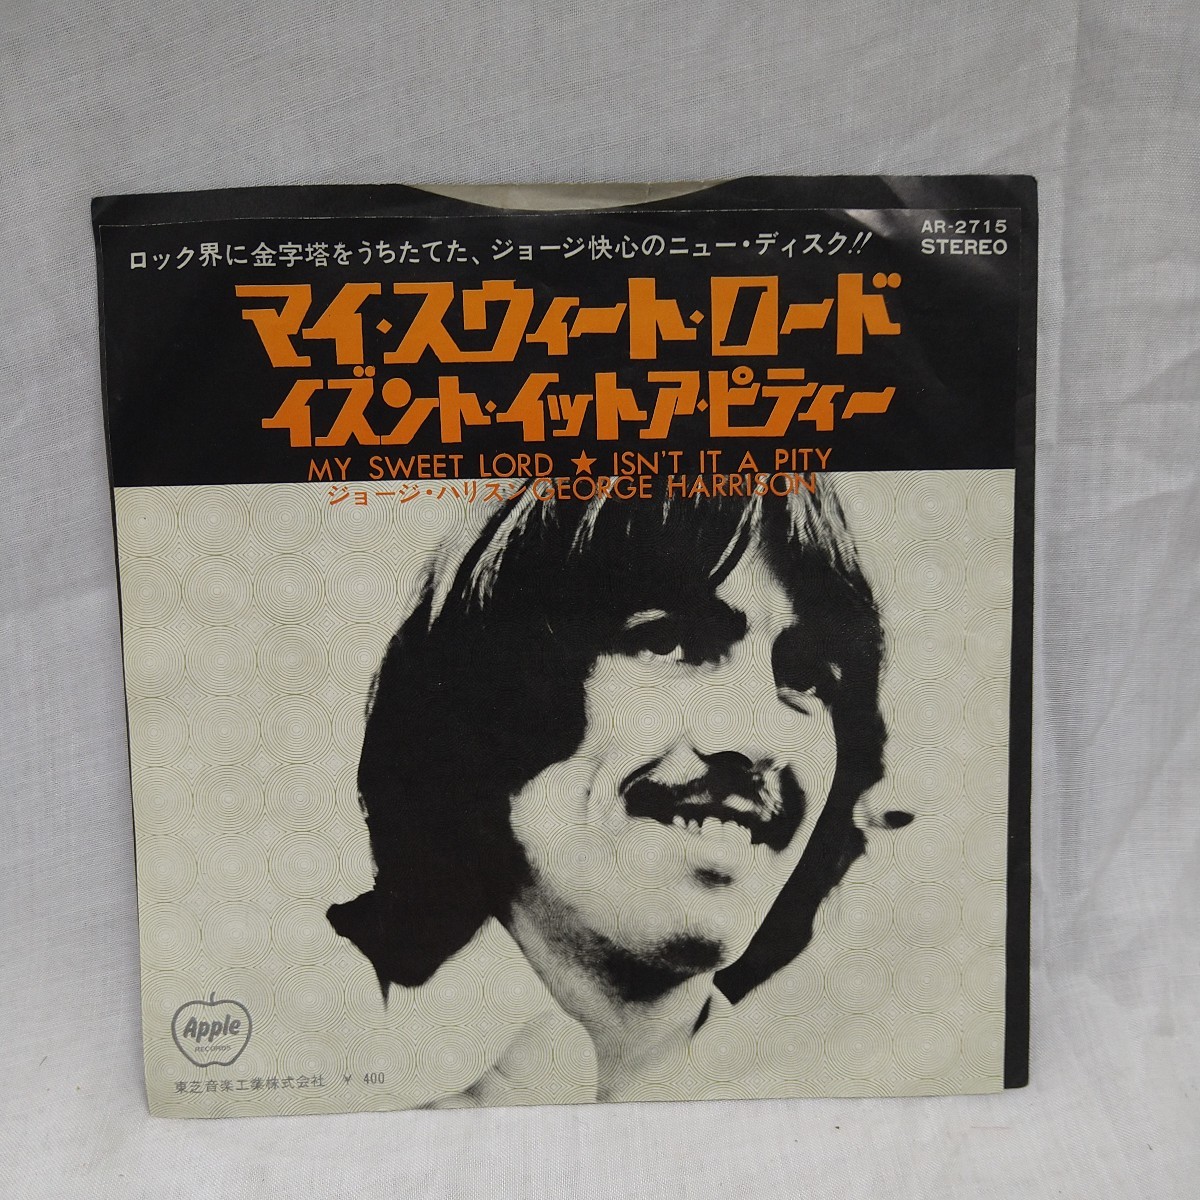 AR-2715
STEREO
ロック界に金字塔をうちたてた、ジョージ快心のニュー・ディスク!!
マイ・スウィート・ロード
イズント・イット・ア・ピティー
MY SWEET LORD ★ ISN'T IT A PITY
ジョージ・ハリスン GEORGE HARRISON
Apple
RECORDS
東芝音楽工業株式会社 ¥ 400